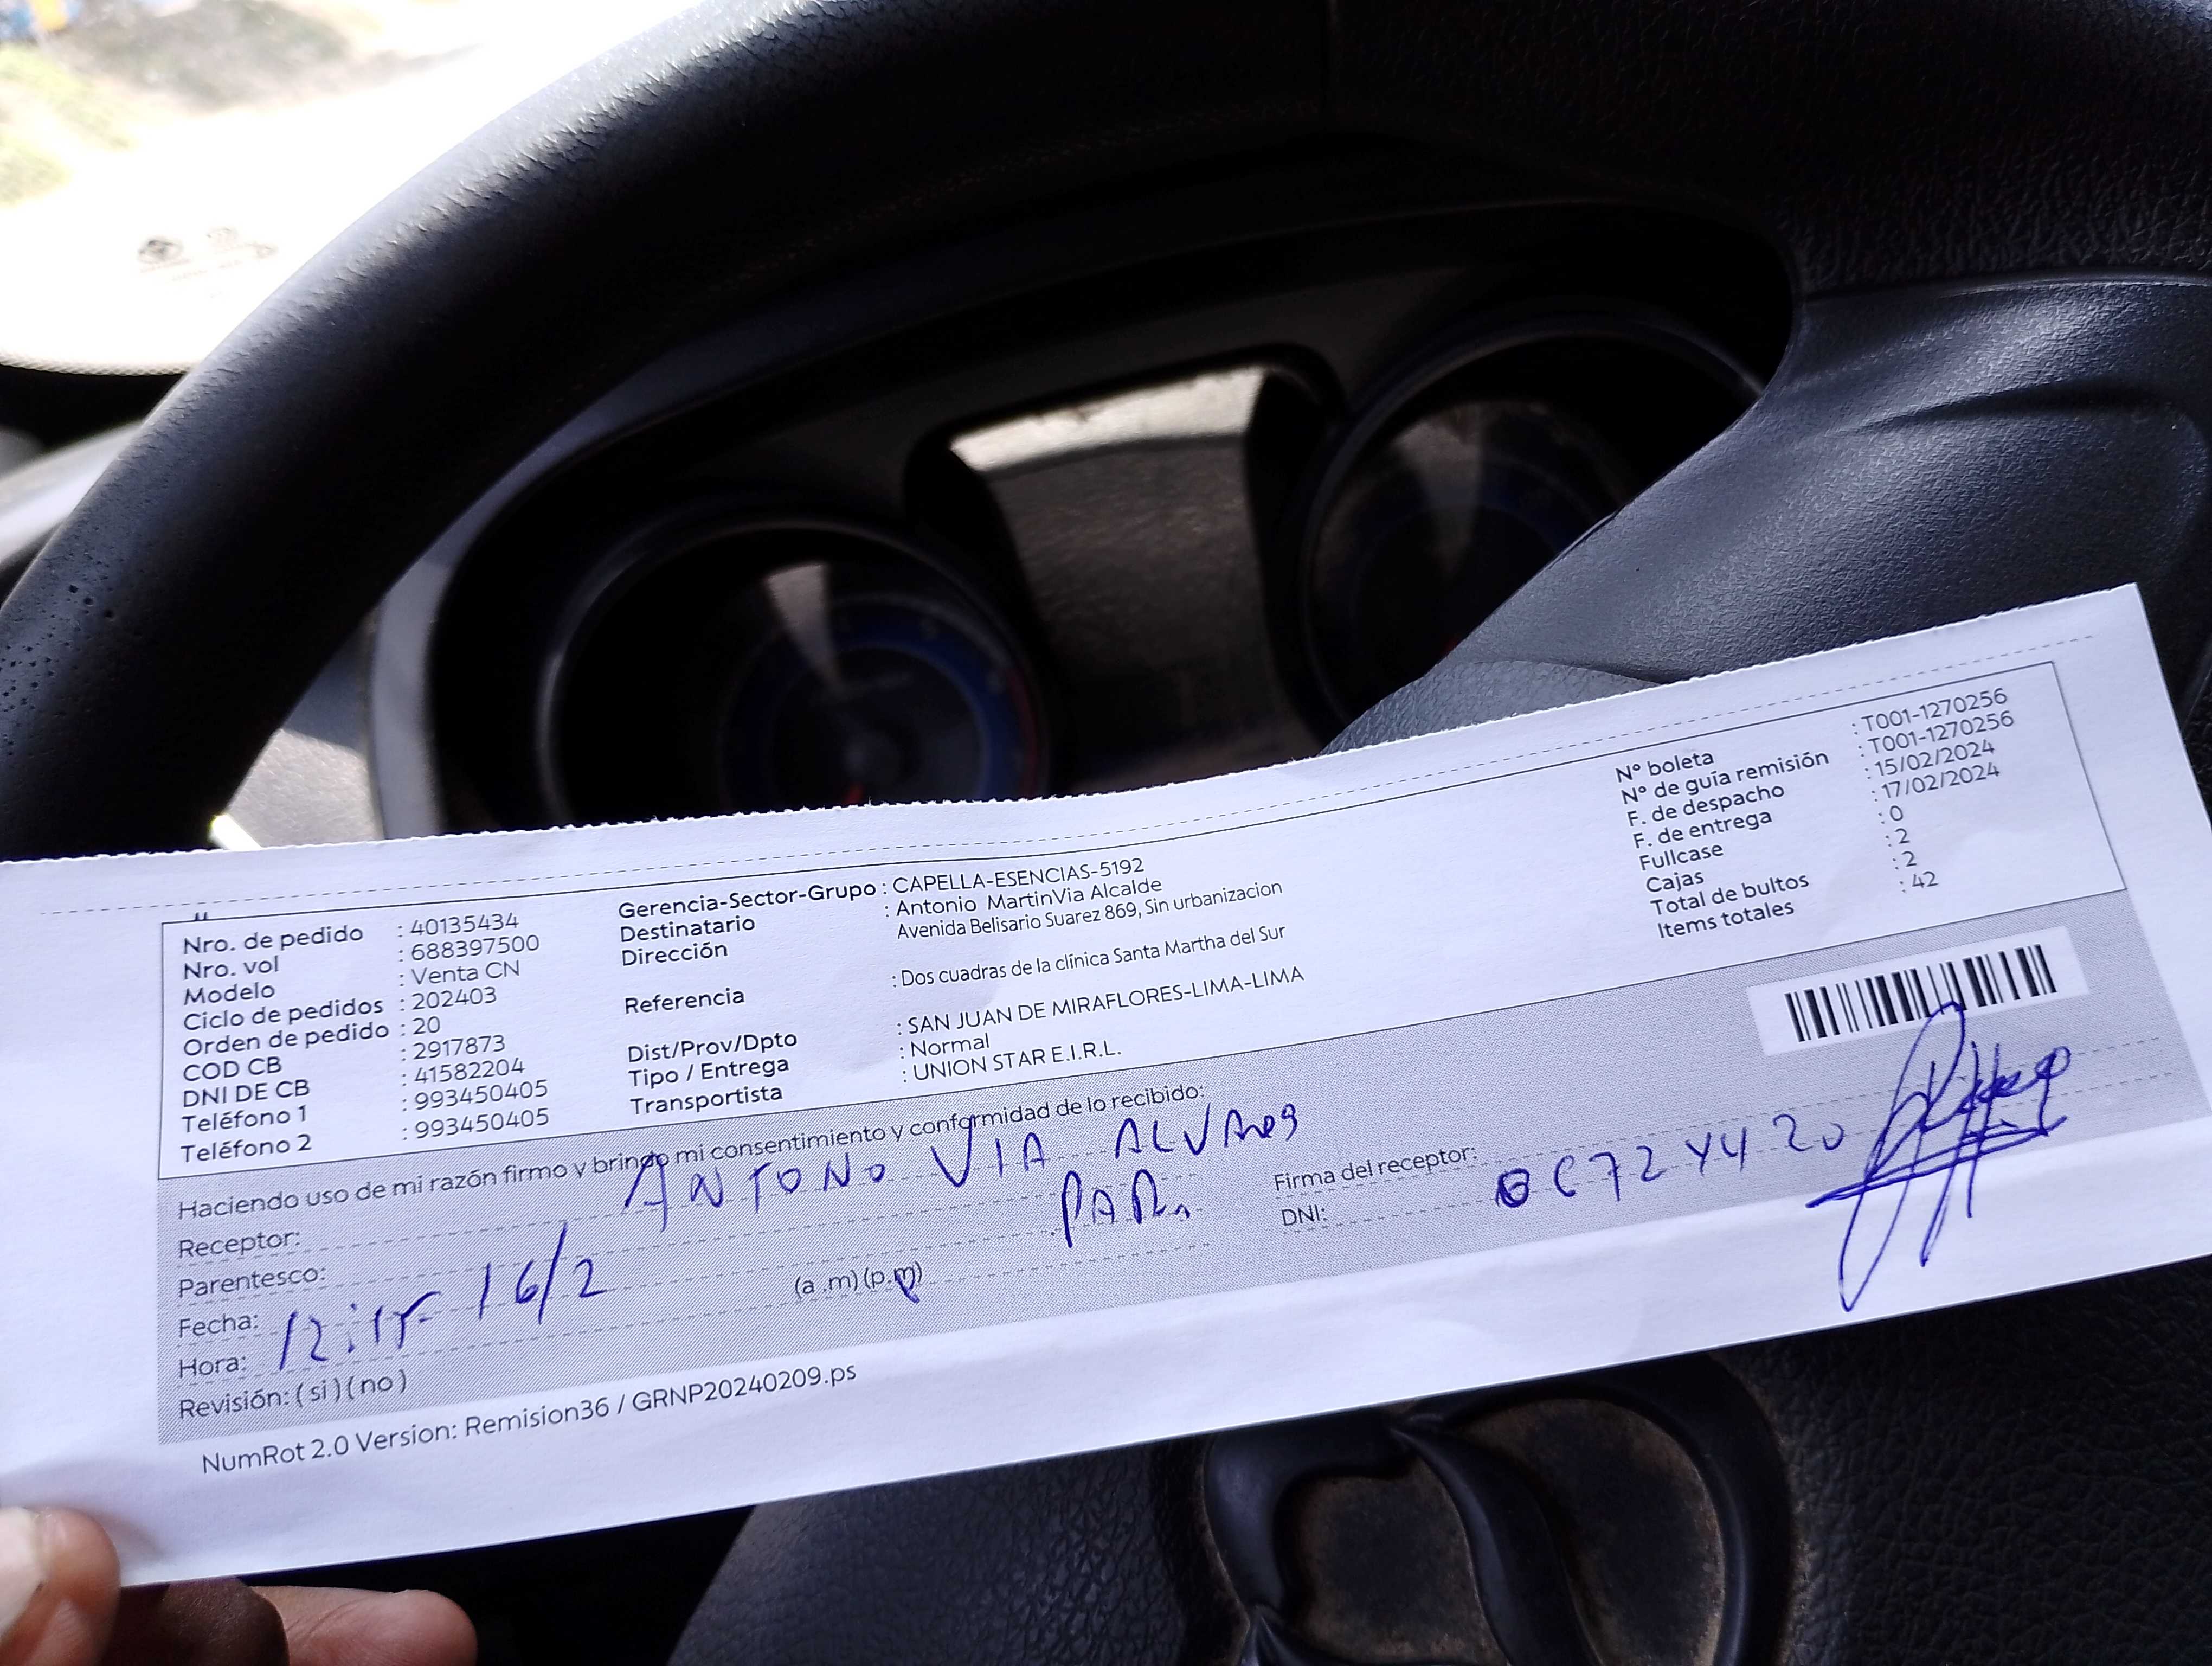 Nro. de pedido : 40135434
Nro. vol : 688397500
Modelo : Venta CN
Ciclo de pedidos : 202403
Orden de pedido : 20
COD CB : 2917873
DNI DE CB : 41582204
Teléfono 1 : 993450405
Teléfono 2 : 993450405
Gerencia-Sector-Grupo : CAPELLA-ESENCIAS-5192
Destinatario : Antonio MartinVia Alcalde
Dirección Avenida Belisario Suarez 869, Sin urbanizacion
Referencia : Dos cuadras de la clínica Santa Martha del Sur
Dist/Prov/Dpto : SAN JUAN DE MIRAFLORES-LIMA-LIMA
Tipo / Entrega : Normal
Transportista : UNION STAR E.I.R.L.
N° boleta : T001-1270256
N° de guía remisión : T001-1270256
F. de despacho : 15/02/2024
F. de entrega : 17/02/2024
Fullcase : 0
Cajas : 2
Total de bultos : 2
Items totales : 42
Haciendo uso de mi razón firmo y bringo mi consentimiento y conformidad de lo recibido:
Receptor: ANTONO VIA
Parentesco: PAPA
Fecha: 16/2
Hora: 12:15 (a .m) (p.m)
Revisión: ( si ) ( no )
Firma del receptor:
DNI:
NumRot 2.0 Version: Remision36 / GRNP20240209.ps